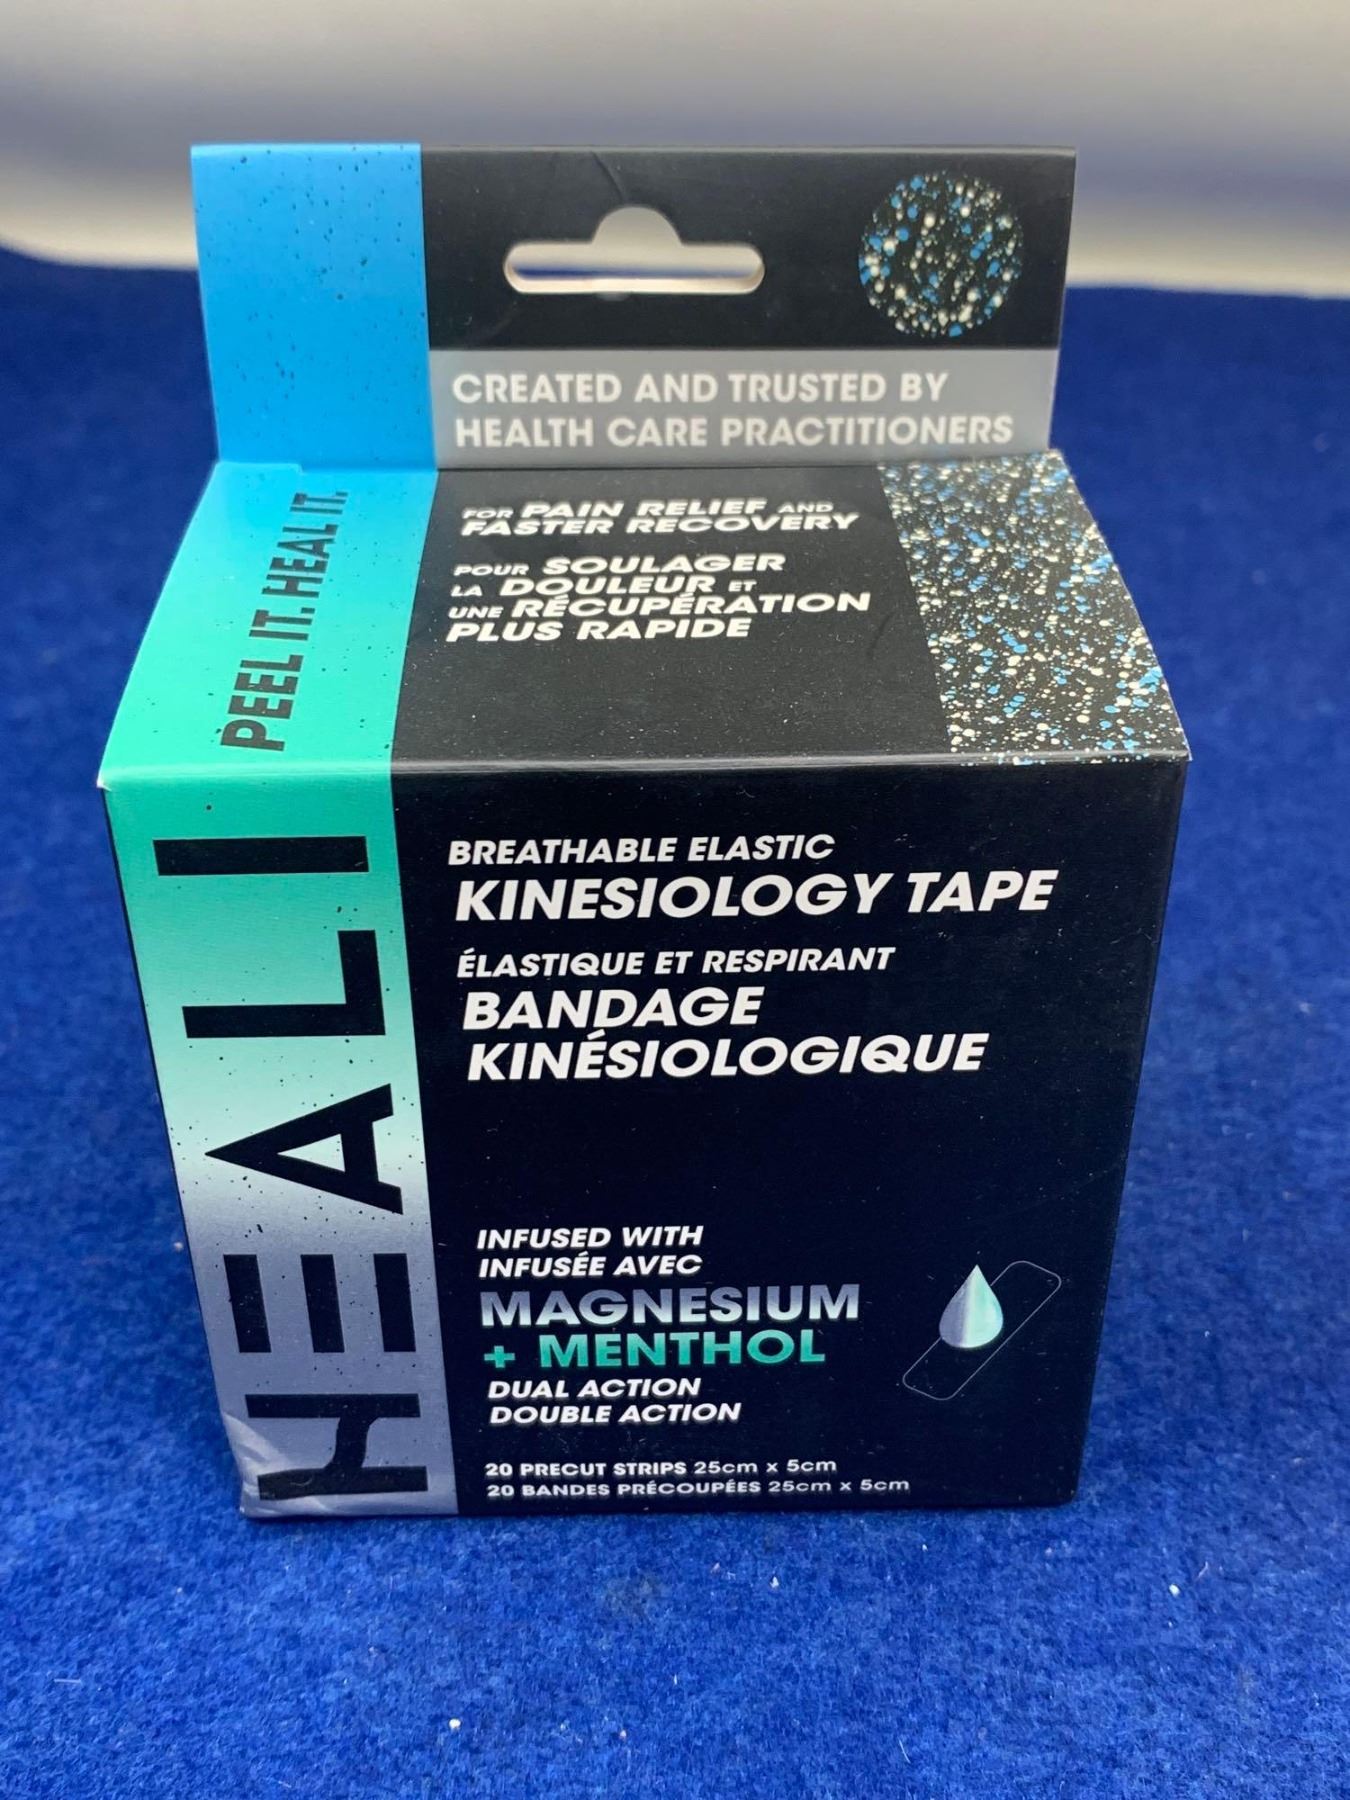 CREATED AND TRUSTED BY
HEALTH CARE PRACTITIONERS
PEEL IT. HEAL IT.
FOR PAIN RELIEF AND
FASTER RECOVERY
POUR SOULAGER
LA DOULEUR ET
UNE RÉCUPÉRATION
PLUS RAPIDE
HEALI
BREATHABLE ELASTIC
KINESIOLOGY TAPE
ÉLASTIQUE ET RESPIRANT
BANDAGE
KINÉSIOLOGIQUE
INFUSED WITH
INFUSÉE AVEC
MAGNESIUM
+ MENTHOL
DUAL ACTION
DOUBLE ACTION
20 PRECUT STRIPS 25cm x 5cm
20 BANDES PRÉCOUPÉES 25cm x 5cm